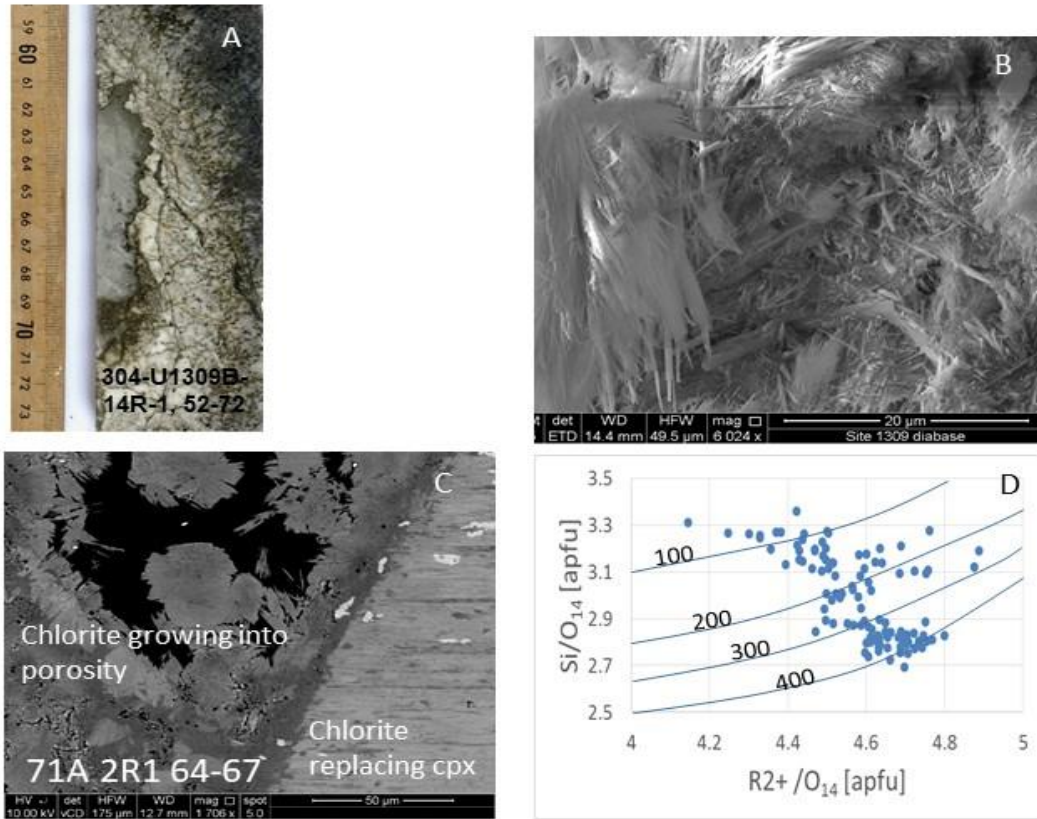 A
59
60
61
62
63
64
65
66
67
68
69
70
71
72
73
304-U1309B-
14R-1, 52-72
B
det WD HFW mag □ 20 µm
ETD 14.4 mm 49.5 µm 6 024 x Site 1309 diabase
C
Chlorite growing into
porosity
Chlorite
replacing cpx
71A 2R1 64-67
HV det HFW WD mag □ spot 50 µm
10.00 kV vCD 175 µm 12.7 mm 1 706 x 5.0
D
Si/O14 [apfu]
3.5
3.3
3.1
2.9
2.7
2.5
100
200
300
400
4 4.2 4.4 4.6 4.8 5
R2+ /O14 [apfu]